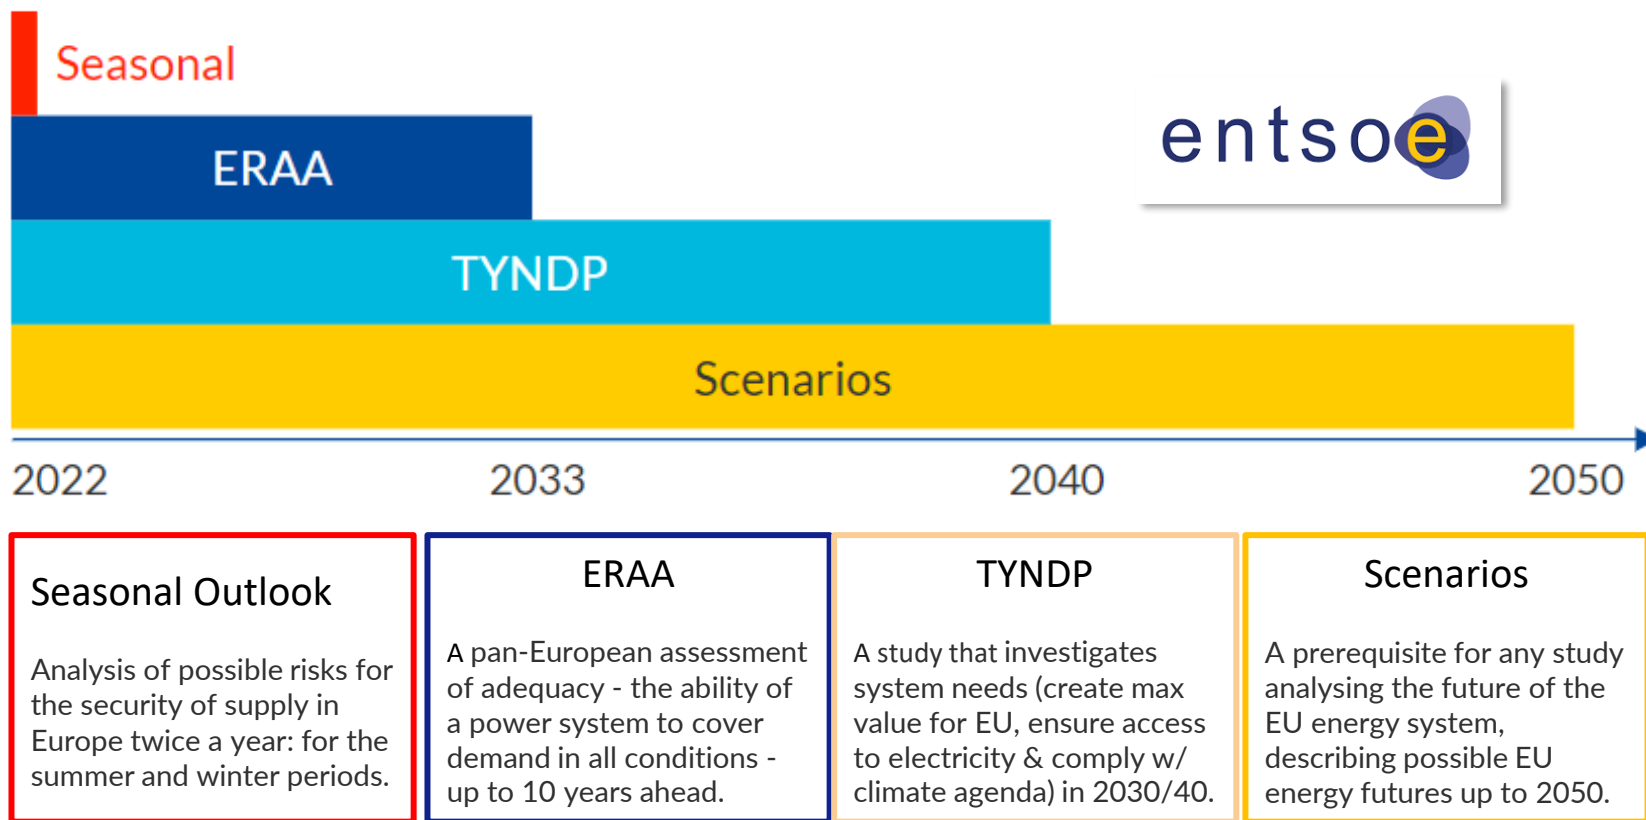 Seasonal
entsoe
ERAA
TYNDP
Scenarios
2022
2033
2040
2050
Seasonal Outlook
Analysis of possible risks for
the security of supply in
Europe twice a year: for the
summer and winter periods.
ERAA
A pan-European assessment
of adequacy - the ability of
a power system to cover
demand in all conditions -
up to 10 years ahead.
TYNDP
A study that investigates
system needs (create max
value for EU, ensure access
to electricity & comply w/
climate agenda) in 2030/40.
Scenarios
A prerequisite for any study
analysing the future of the
EU energy system,
describing possible EU
energy futures up to 2050.